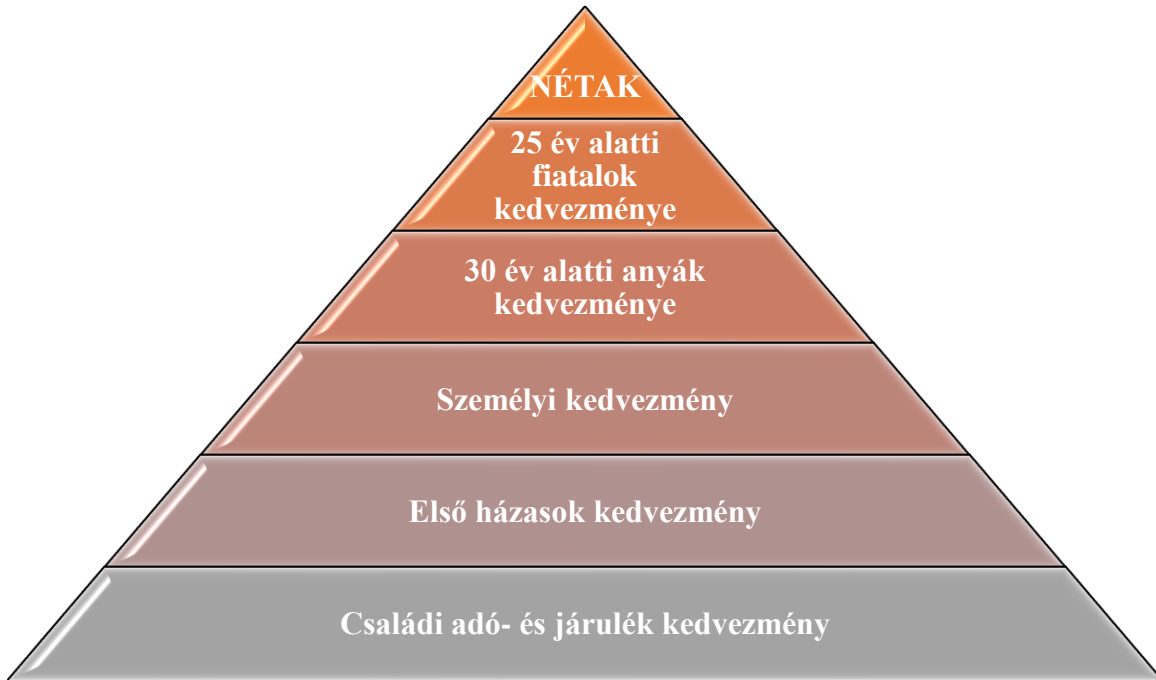 NÉTAK
25 év alatti
fiatalok
kedvezménye
30 év alatti anyák
kedvezménye
Személyi kedvezmény
Első házasok kedvezmény
Családi adó- és járulék kedvezmény